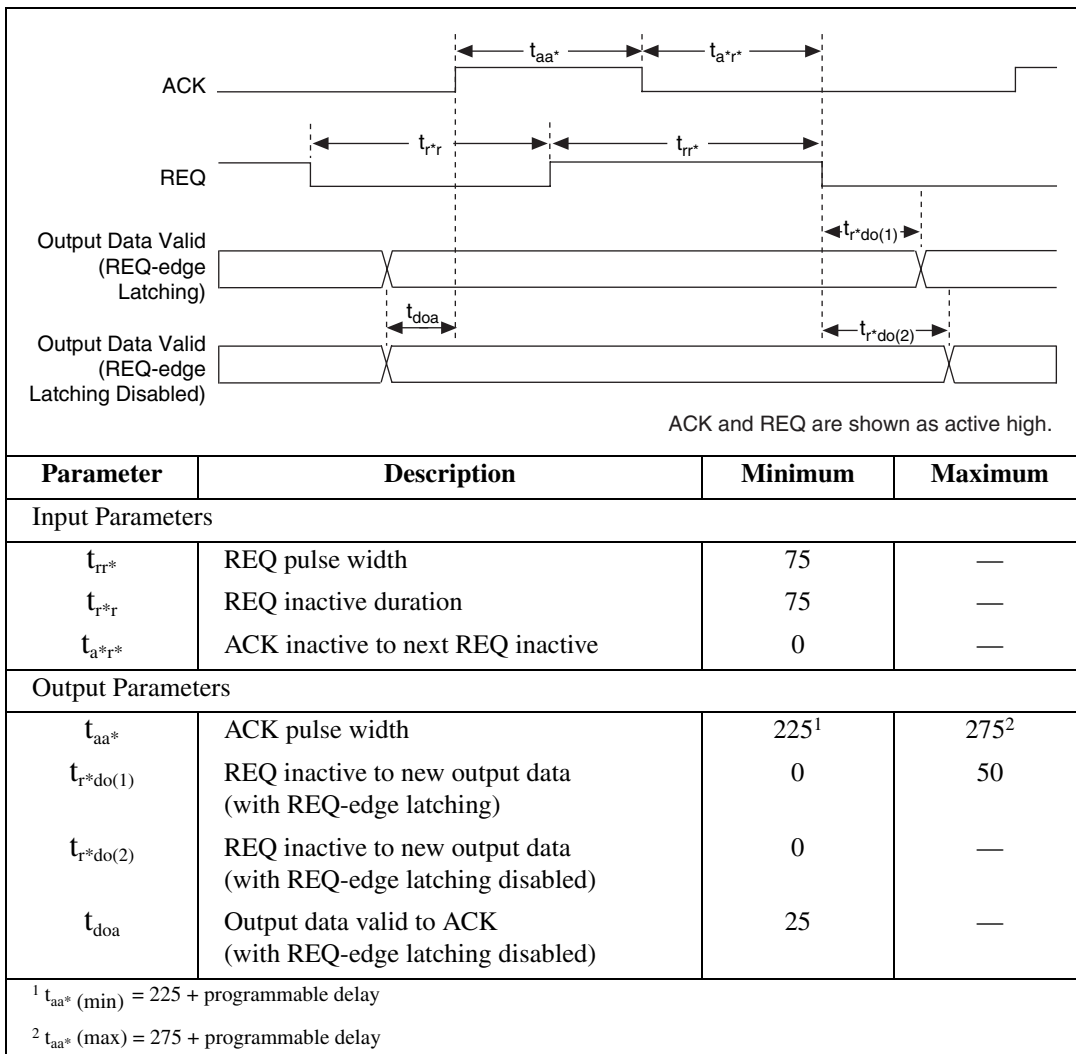 t_aa*
t_a*r*
ACK
t_r*r
t_rr*
REQ
t_r*do(1)
Output Data Valid
(REQ-edge
Latching)
t_doa
t_r*do(2)
Output Data Valid
(REQ-edge
Latching Disabled)
ACK and REQ are shown as active high.
Parameter Description Minimum Maximum
Input Parameters
t_rr* REQ pulse width 75 —
t_r*r REQ inactive duration 75 —
t_a*r* ACK inactive to next REQ inactive 0 —
Output Parameters
t_aa* ACK pulse width 225¹ 275²
t_r*do(1) REQ inactive to new output data 0 50
(with REQ-edge latching)
t_r*do(2) REQ inactive to new output data 0 —
(with REQ-edge latching disabled)
t_doa Output data valid to ACK 25 —
(with REQ-edge latching disabled)
¹ t_aa* (min) = 225 + programmable delay
² t_aa* (max) = 275 + programmable delay